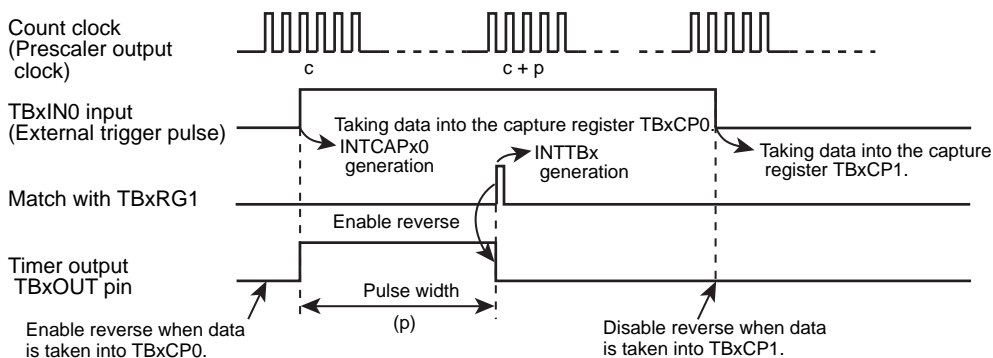 Count clock
(Prescaler output
clock)
c
c + p
TBxIN0 input
(External trigger pulse)
Taking data into the capture register TBxCP0.
INTCAPx0
generation
INTTBx
generation
Taking data into the capture
register TBxCP1.
Match with TBxRG1
Enable reverse
Timer output
TBxOUT pin
Pulse width
(p)
Enable reverse when data
is taken into TBxCP0.
Disable reverse when data
is taken into TBxCP1.